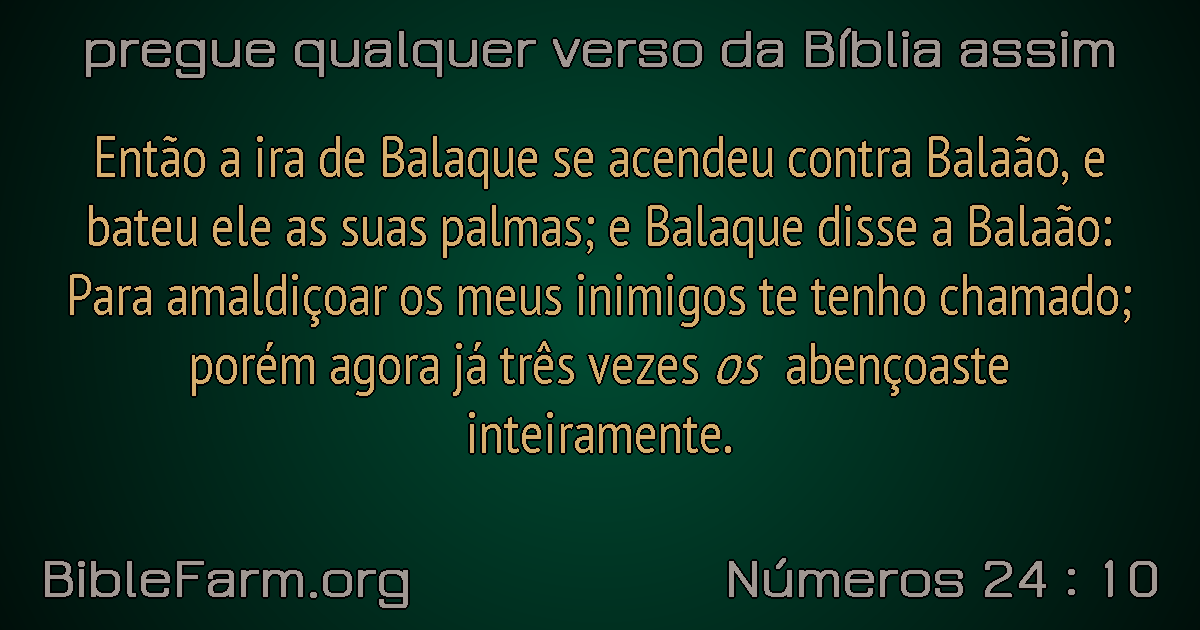 pregue qualquer verso da Bíblia assim
Então a ira de Balaque se acendeu contra Balaão, e
bateu ele as suas palmas; e Balaque disse a Balaão:
Para amaldiçoar os meus inimigos te tenho chamado;
porém agora já três vezes os abençoaste
inteiramente.
BibleFarm.org
Números 24 : 10